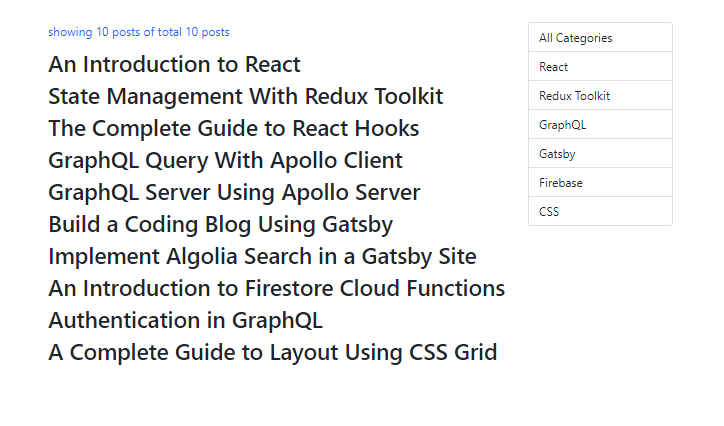 showing 10 posts of total 10 posts
An Introduction to React
State Management With Redux Toolkit
The Complete Guide to React Hooks
GraphQL Query With Apollo Client
GraphQL Server Using Apollo Server
Build a Coding Blog Using Gatsby
Implement Algolia Search in a Gatsby Site
An Introduction to Firestore Cloud Functions
Authentication in GraphQL
A Complete Guide to Layout Using CSS Grid
All Categories
React
Redux Toolkit
GraphQL
Gatsby
Firebase
CSS